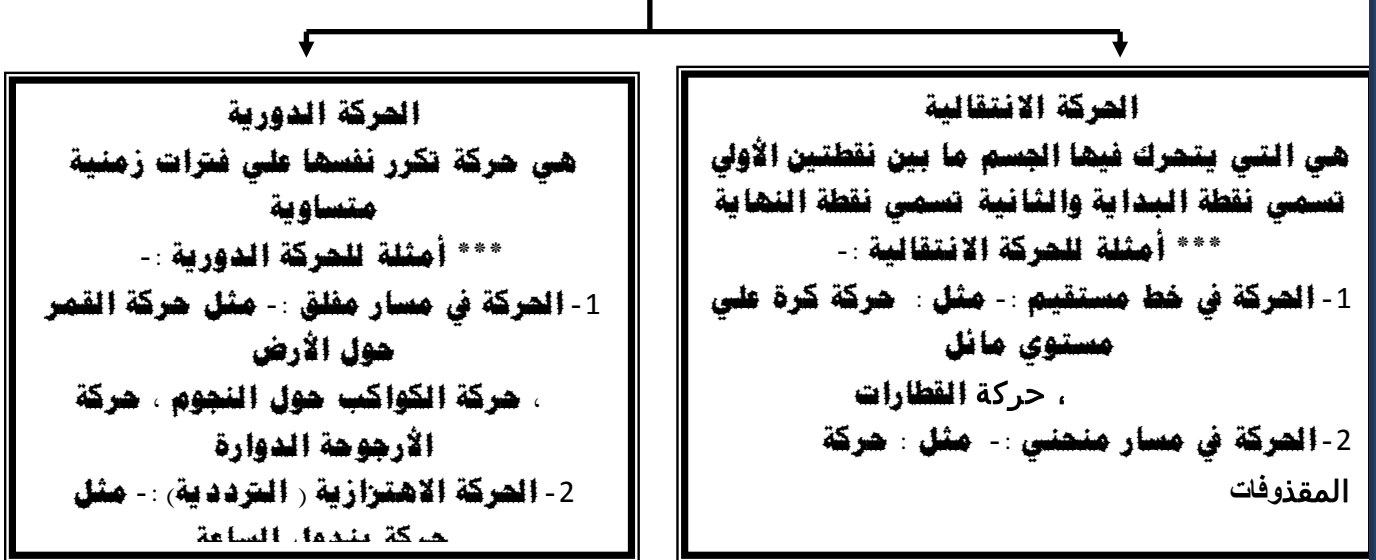 الحركة الانتقالية
هي التي يتحرك فيها الجسم ما بين نقطتين الأولي
تسمي نقطة البداية والثانية تسمي نقطة النهاية
*** أمثلة للحركة الانتقالية :-
1- الحركة في خط مستقيم :- مثل : حركة كرة علي
مستوي مائل
، حركة القطارات
2-الحركة في مسار منحني :- مثل : حركة
المقذوفات
الحركة الدورية
هي حركة تكرر نفسها علي فترات زمنية
متساوية
*** أمثلة للحركة الدورية :-
1- الحركة في مسار مغلق :- مثل حركة القمر
حول الأرض
، حركة الكواكب حول النجوم ، حركة
الأرجوحة الدوارة
2- الحركة الاهتزازية ( الترددية) :- مثل
حركة بندول الساعة